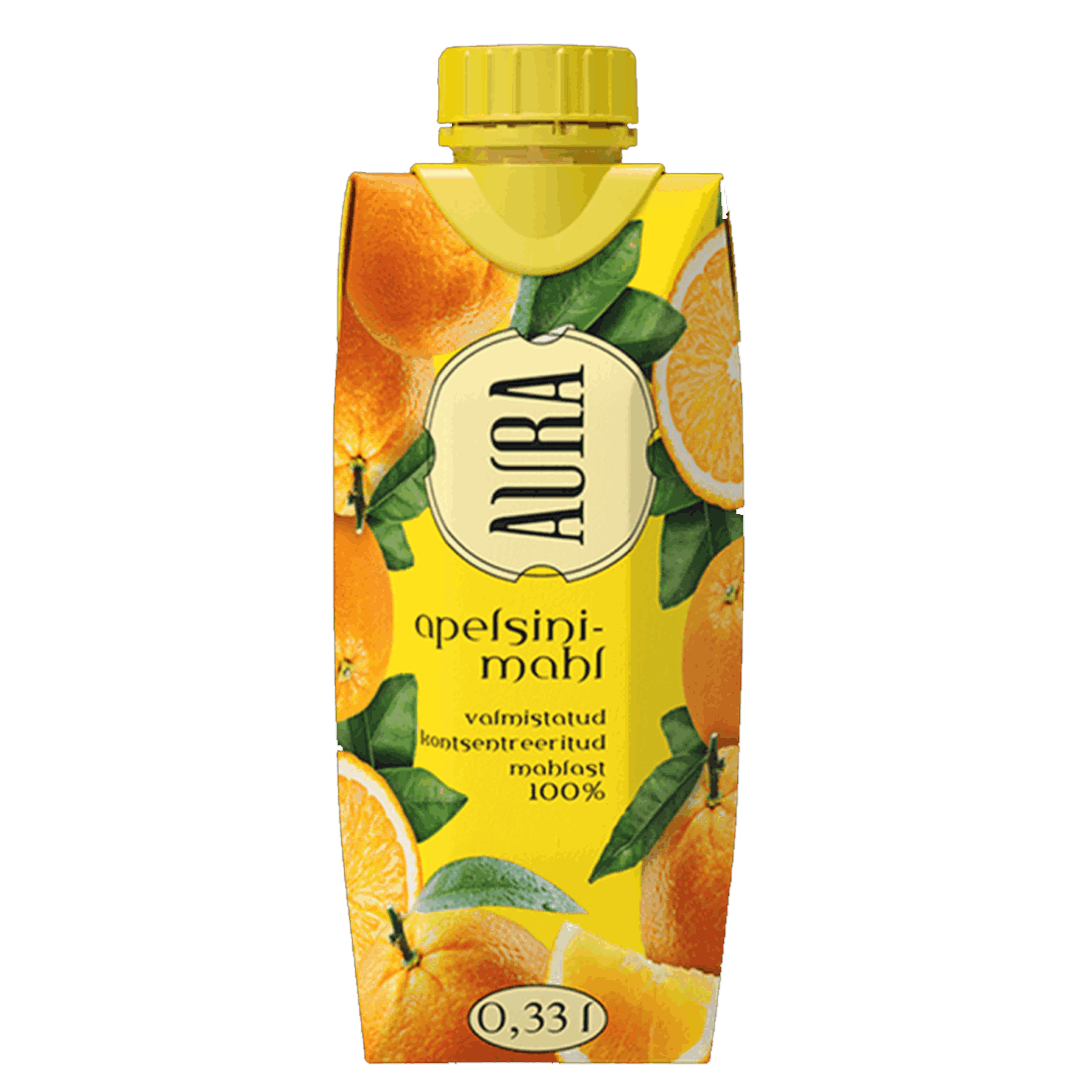 AURA
apelsini-
mahl
valmistatud
kontsentreeritud
mahlast
100%
0,33 l